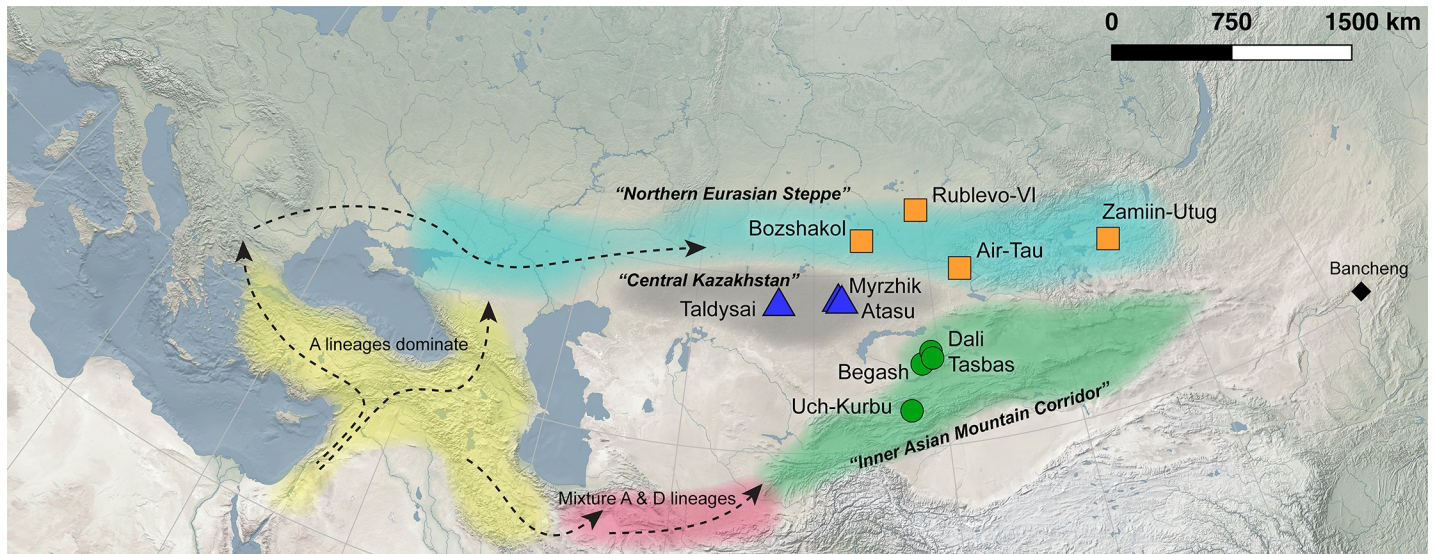 0 750 1500 km
“Northern Eurasian Steppe”
Rublevo-VI
Zamiin-Utug
Bozshakol
Air-Tau
Bancheng
“Central Kazakhstan”
Myrzhik
Taldysai
Atasu
A lineages dominate
Dali
Tasbas
Begash
Uch-Kurbu
“Inner Asian Mountain Corridor”
Mixture A & D lineages